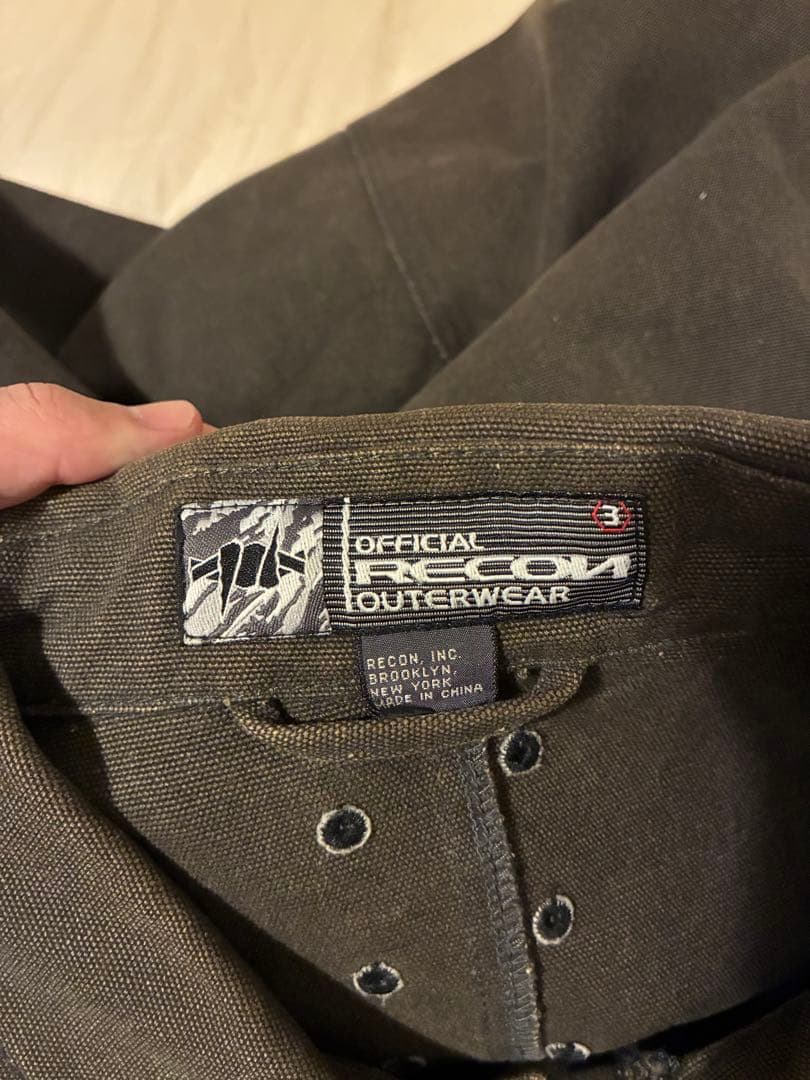 3
OFFICIAL
RECON
OUTERWEAR
RECON, INC.
BROOKLYN,
NEW YORK
MADE IN CHINA